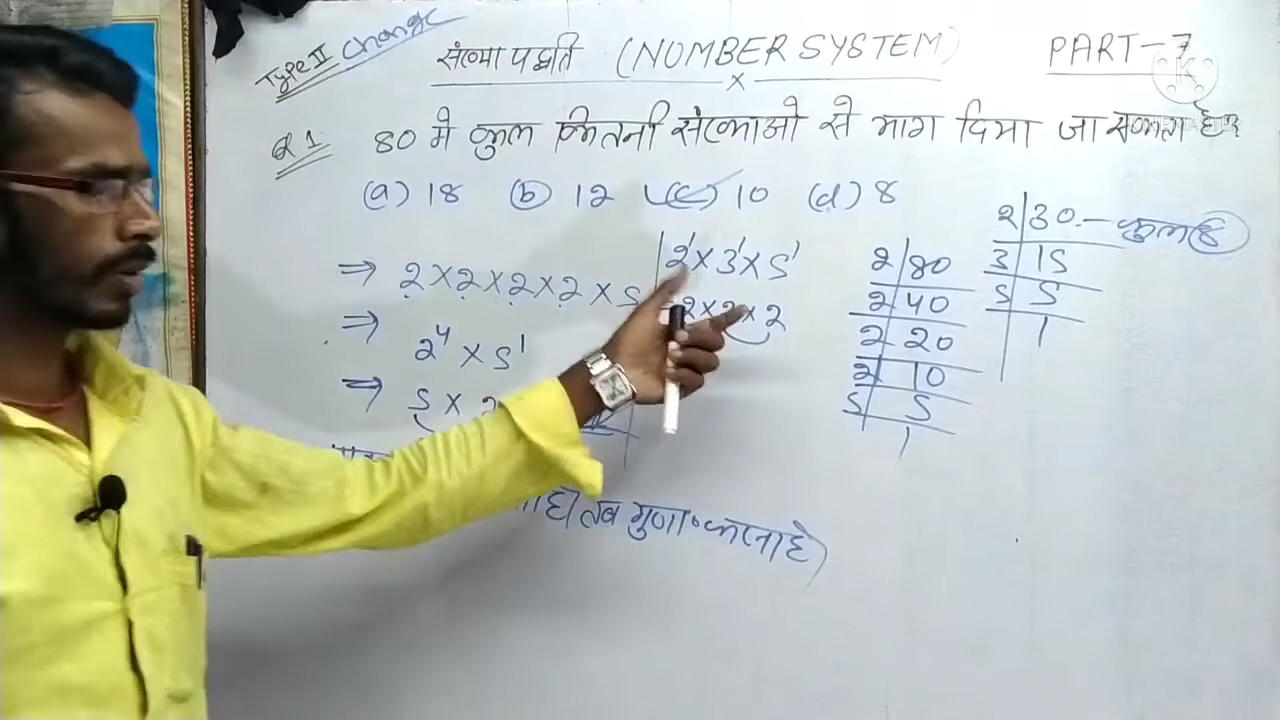 Type II Change
संख्या पद्धति (NUMBER SYSTEM) PART-7
x
Q1 80 मे कुल कितनी संख्याओ से भाग दिया जा सकता है
(a) 18 (b) 12 (c) 10 (d) 8
⇒ 2×2×2×2×5
⇒ 2⁴×5¹
⇒ 5×2
2¹×3¹×5¹
2×2×2
2|80
2|40
2|20
2|10
5|5
1
2|30 — कुल 8
3|15
5|5
1
हो तब गुणा करना है)